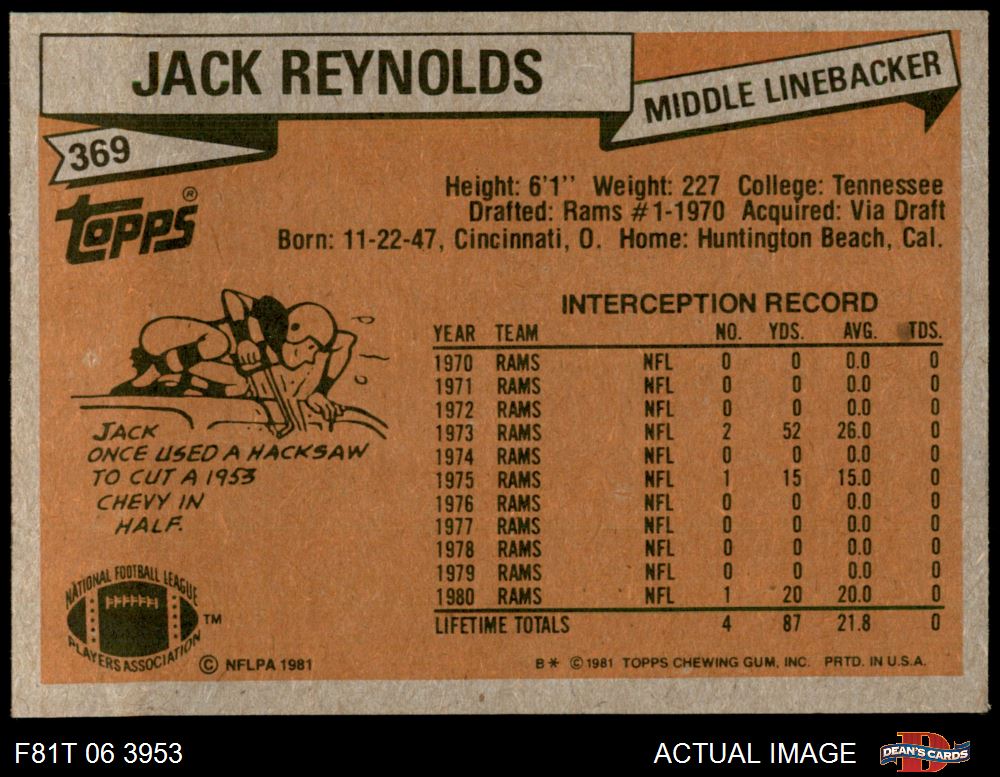 JACK REYNOLDS
MIDDLE LINEBACKER
369
TOPPS®
Height: 6'1'' Weight: 227 College: Tennessee
Drafted: Rams #1-1970 Acquired: Via Draft
Born: 11-22-47, Cincinnati, O. Home: Huntington Beach, Cal.
JACK
ONCE USED A HACKSAW
TO CUT A 1953
CHEVY IN
HALF.
INTERCEPTION RECORD
YEAR TEAM NO. YDS. AVG. TDS.
1970 RAMS NFL 0 0 0.0 0
1971 RAMS NFL 0 0 0.0 0
1972 RAMS NFL 0 0 0.0 0
1973 RAMS NFL 2 52 26.0 0
1974 RAMS NFL 0 0 0.0 0
1975 RAMS NFL 1 15 15.0 0
1976 RAMS NFL 0 0 0.0 0
1977 RAMS NFL 0 0 0.0 0
1978 RAMS NFL 0 0 0.0 0
1979 RAMS NFL 0 0 0.0 0
1980 RAMS NFL 1 20 20.0 0
LIFETIME TOTALS 4 87 21.8 0
NATIONAL FOOTBALL LEAGUE
PLAYERS ASSOCIATION
TM
© NFLPA 1981
B* © 1981 TOPPS CHEWING GUM, INC. PRTD. IN U.S.A.
F81T 06 3953
ACTUAL IMAGE
DEAN'S CARDS